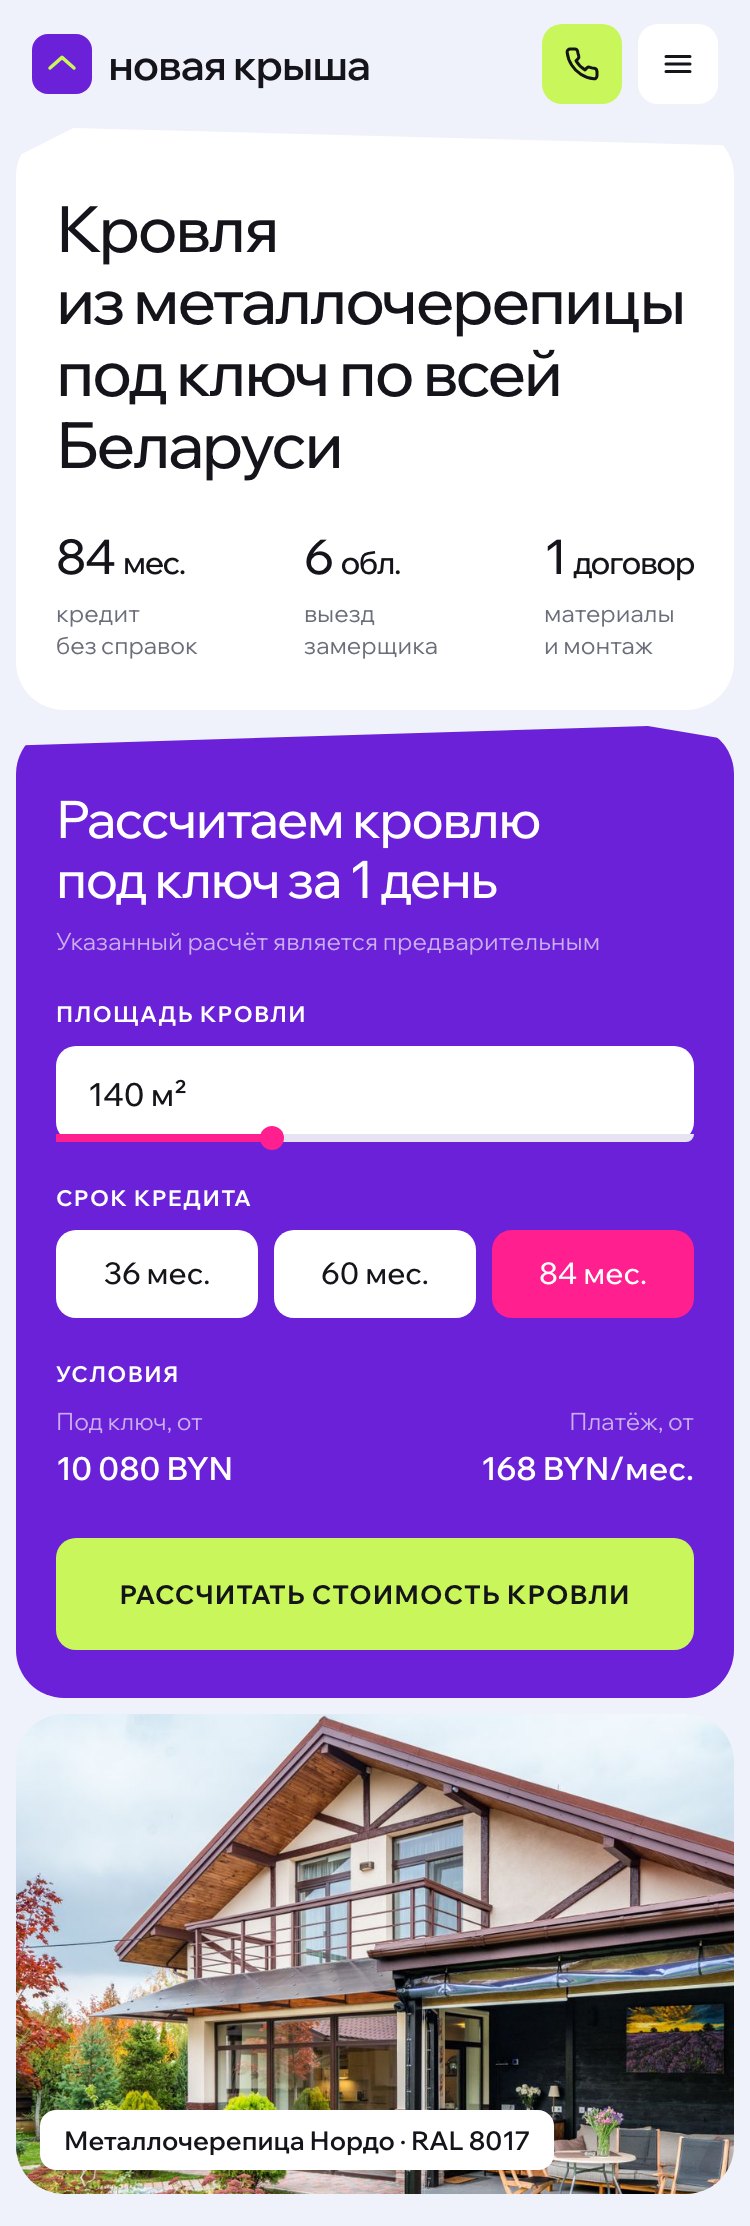 новая крыша
Кровля
из металлочерепицы
под ключ по всей
Беларуси
84 мес.
кредит
без справок
6 обл.
выезд
замерщика
1 договор
материалы
и монтаж
Рассчитаем кровлю
под ключ за 1 день
Указанный расчёт является предварительным
ПЛОЩАДЬ КРОВЛИ
140 м²
СРОК КРЕДИТА
36 мес.
60 мес.
84 мес.
УСЛОВИЯ
Под ключ, от
10 080 BYN
Платёж, от
168 BYN/мес.
РАССЧИТАТЬ СТОИМОСТЬ КРОВЛИ
Металлочерепица Нордо · RAL 8017